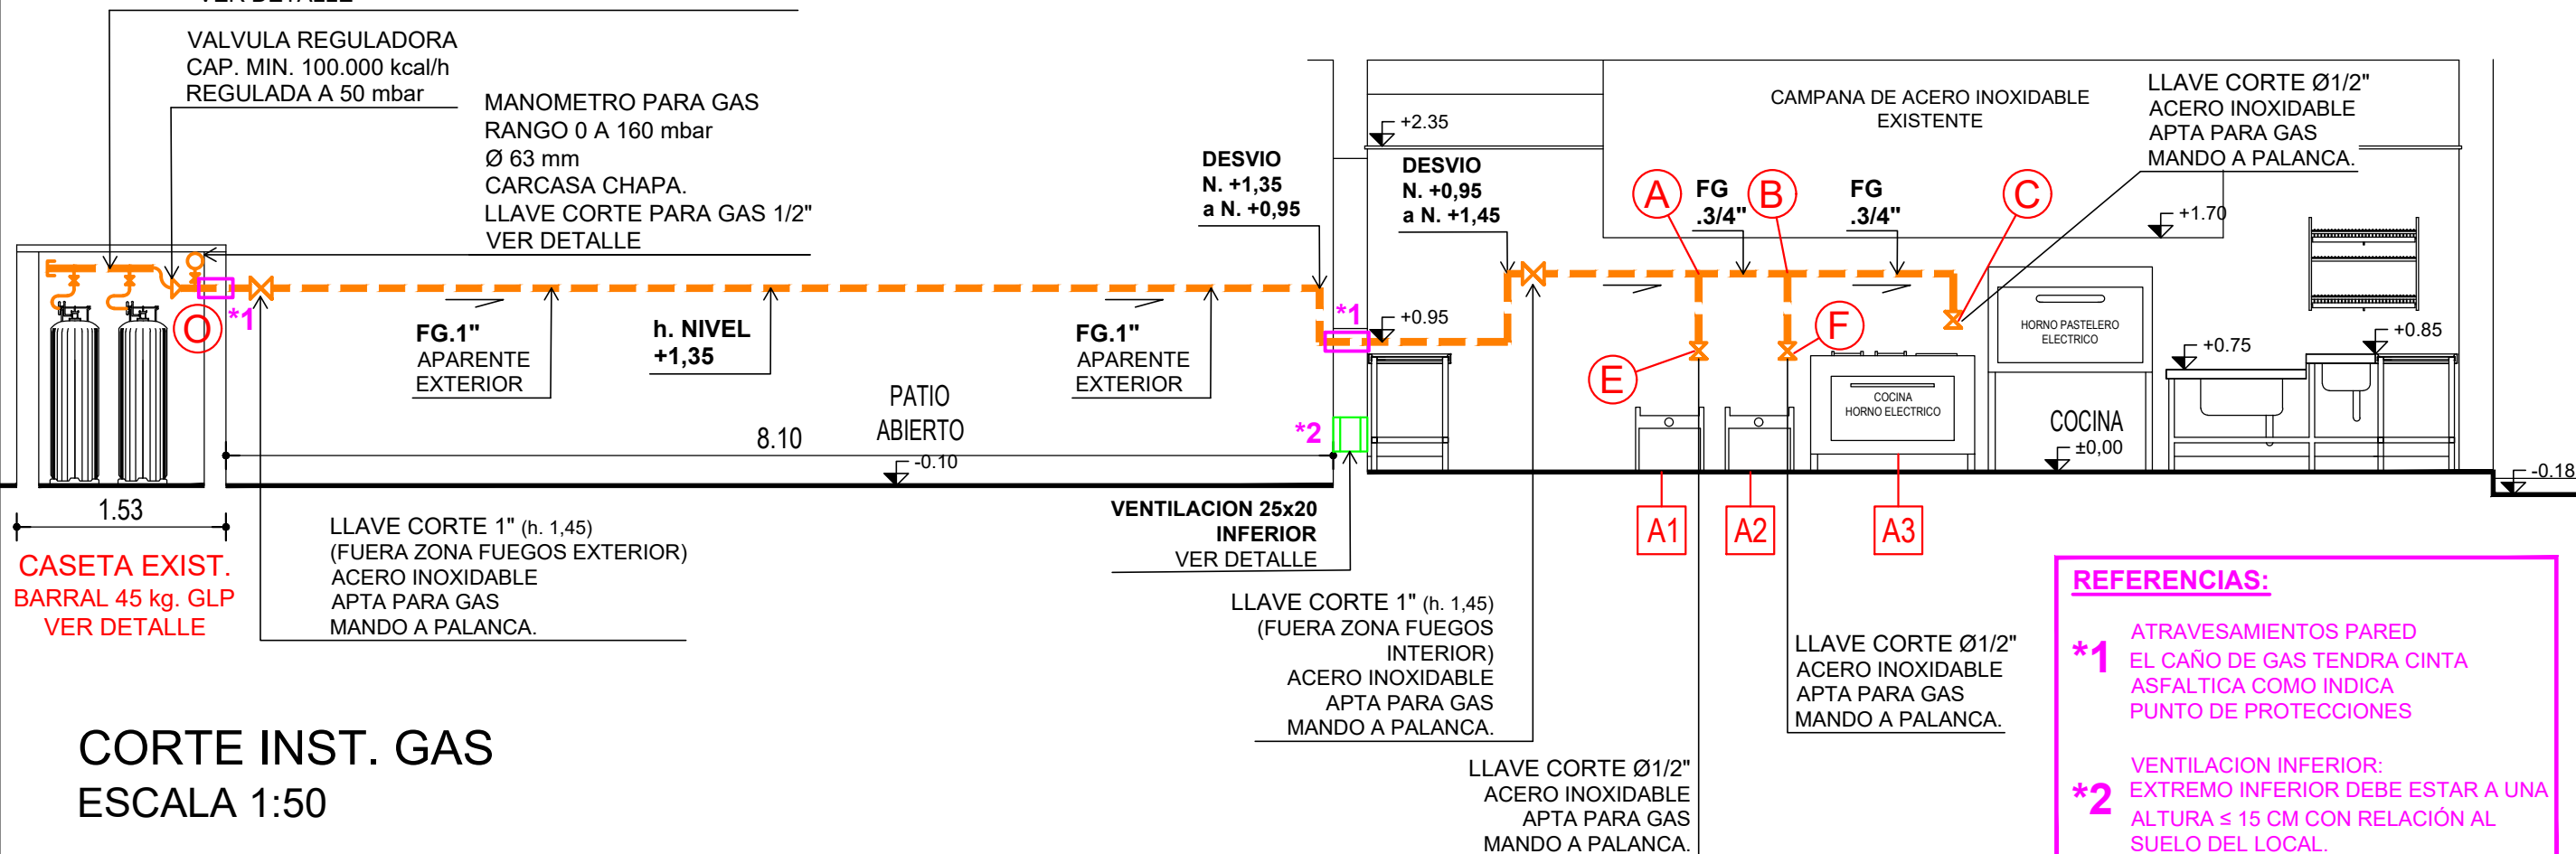 VER DETALLE
VALVULA REGULADORA
CAP. MIN. 100.000 kcal/h
REGULADA A 50 mbar
MANOMETRO PARA GAS
RANGO 0 A 160 mbar
Ø 63 mm
CARCASA CHAPA.
LLAVE CORTE PARA GAS 1/2"
VER DETALLE
DESVIO
N. +1,35
a N. +0,95
+2.35
DESVIO
N. +0,95
a N. +1,45
CAMPANA DE ACERO INOXIDABLE
EXISTENTE
LLAVE CORTE Ø1/2"
ACERO INOXIDABLE
APTA PARA GAS
MANDO A PALANCA.
A
FG
.3/4"
B
FG
.3/4"
C
+1.70
O
*1
FG.1"
APARENTE
EXTERIOR
h. NIVEL
+1,35
FG.1"
APARENTE
EXTERIOR
*1
+0.95
E
F
HORNO PASTELERO
ELECTRICO
+0.75
+0.85
COCINA
HORNO ELECTRICO
COCINA
±0,00
PATIO
ABIERTO
8.10
-0.10
*2
-0.18
1.53
CASETA EXIST.
BARRAL 45 kg. GLP
VER DETALLE
LLAVE CORTE 1" (h. 1,45)
(FUERA ZONA FUEGOS EXTERIOR)
ACERO INOXIDABLE
APTA PARA GAS
MANDO A PALANCA.
VENTILACION 25x20
INFERIOR
VER DETALLE
A1
A2
A3
LLAVE CORTE 1" (h. 1,45)
(FUERA ZONA FUEGOS
INTERIOR)
ACERO INOXIDABLE
APTA PARA GAS
MANDO A PALANCA.
LLAVE CORTE Ø1/2"
ACERO INOXIDABLE
APTA PARA GAS
MANDO A PALANCA.
LLAVE CORTE Ø1/2"
ACERO INOXIDABLE
APTA PARA GAS
MANDO A PALANCA.
REFERENCIAS:
*1
ATRAVESAMIENTOS PARED
EL CAÑO DE GAS TENDRA CINTA
ASFALTICA COMO INDICA
PUNTO DE PROTECCIONES
*2
VENTILACION INFERIOR:
EXTREMO INFERIOR DEBE ESTAR A UNA
ALTURA ≤ 15 CM CON RELACIÓN AL
SUELO DEL LOCAL.
CORTE INST. GAS
ESCALA 1:50